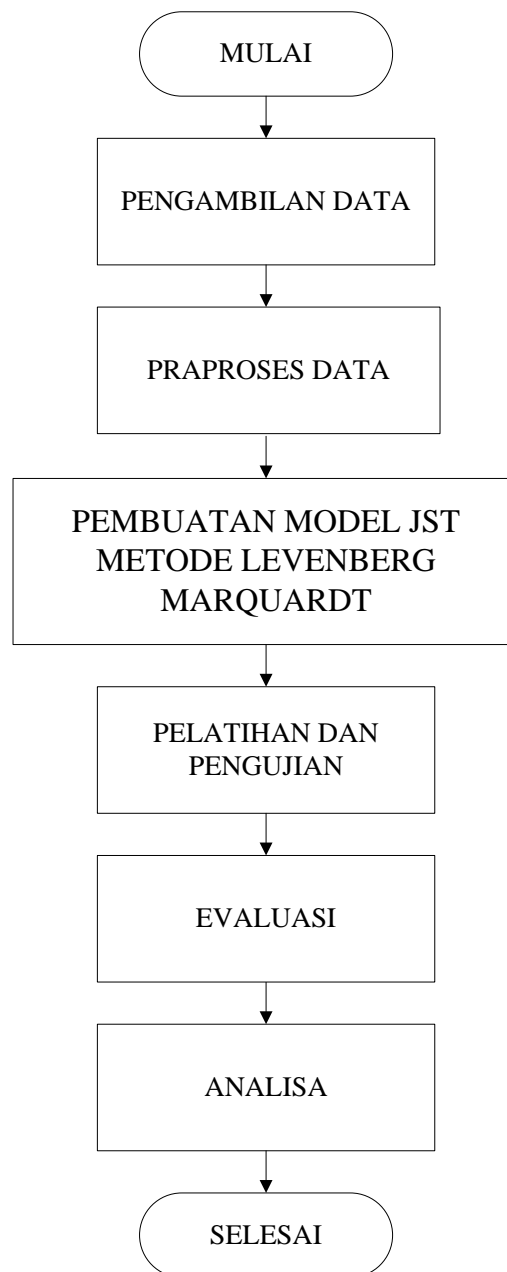 MULAI
PENGAMBILAN DATA
PRAPROSES DATA
PEMBUATAN MODEL JST
METODE LEVENBERG
MARQUARDT
PELATIHAN DAN
PENGUJIAN
EVALUASI
ANALISA
SELESAI